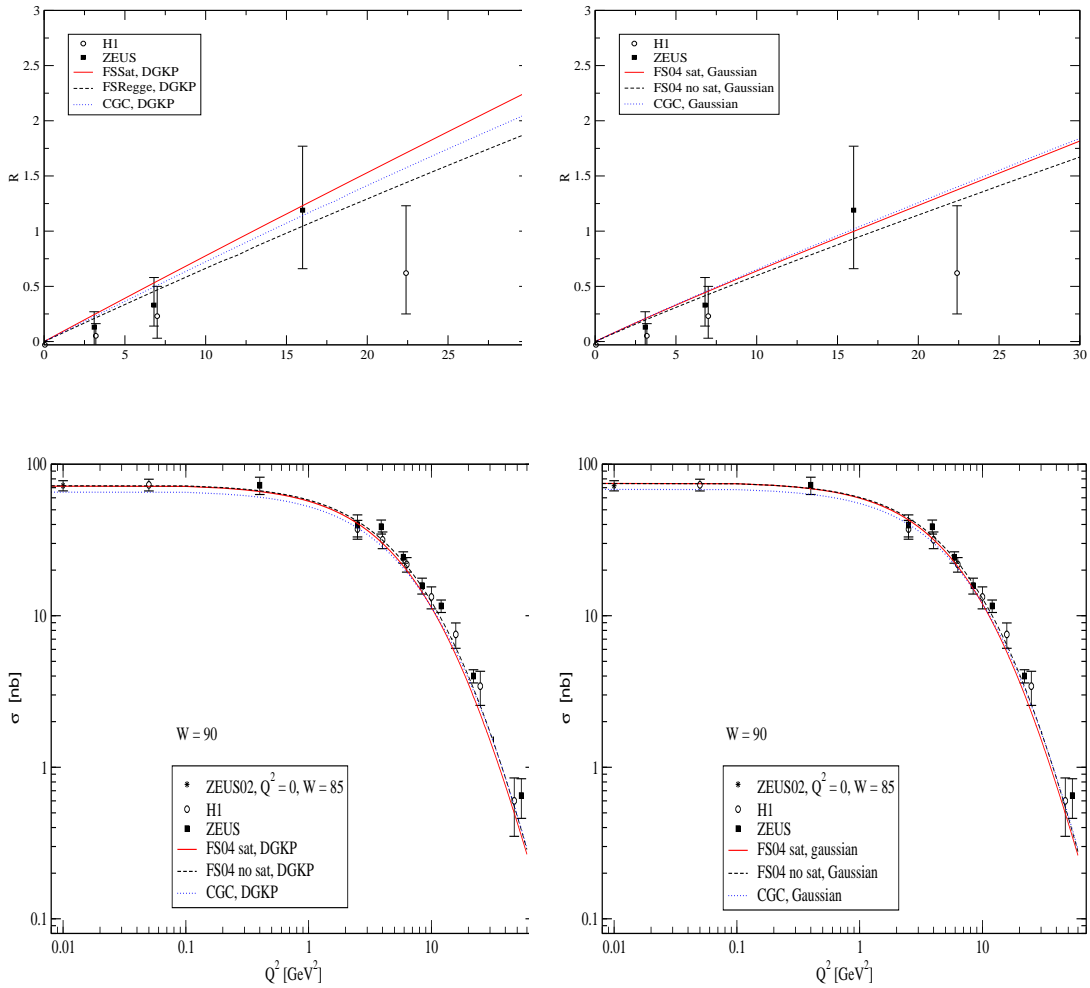 3
2.5
2
1.5
1
0.5
0
R
0
5
10
15
20
25
H1
ZEUS
FSSat, DGKP
FSRegge, DGKP
CGC, DGKP
3
2.5
2
1.5
1
0.5
0
R
0
5
10
15
20
25
30
H1
ZEUS
FS04 sat, Gaussian
FS04 no sat, Gaussian
CGC, Gaussian
100
10
1
0.1
σ [nb]
0.01
0.1
1
10
Q² [GeV²]
W = 90
ZEUS02, Q² = 0, W = 85
H1
ZEUS
FS04 sat, DGKP
FS04 no sat, DGKP
CGC, DGKP
100
10
1
0.1
σ [nb]
0.01
0.1
1
10
Q² [GeV²]
W = 90
ZEUS02, Q² = 0, W = 85
H1
ZEUS
FS04 sat, gaussian
FS04 no sat, Gaussian
CGC, Gaussian